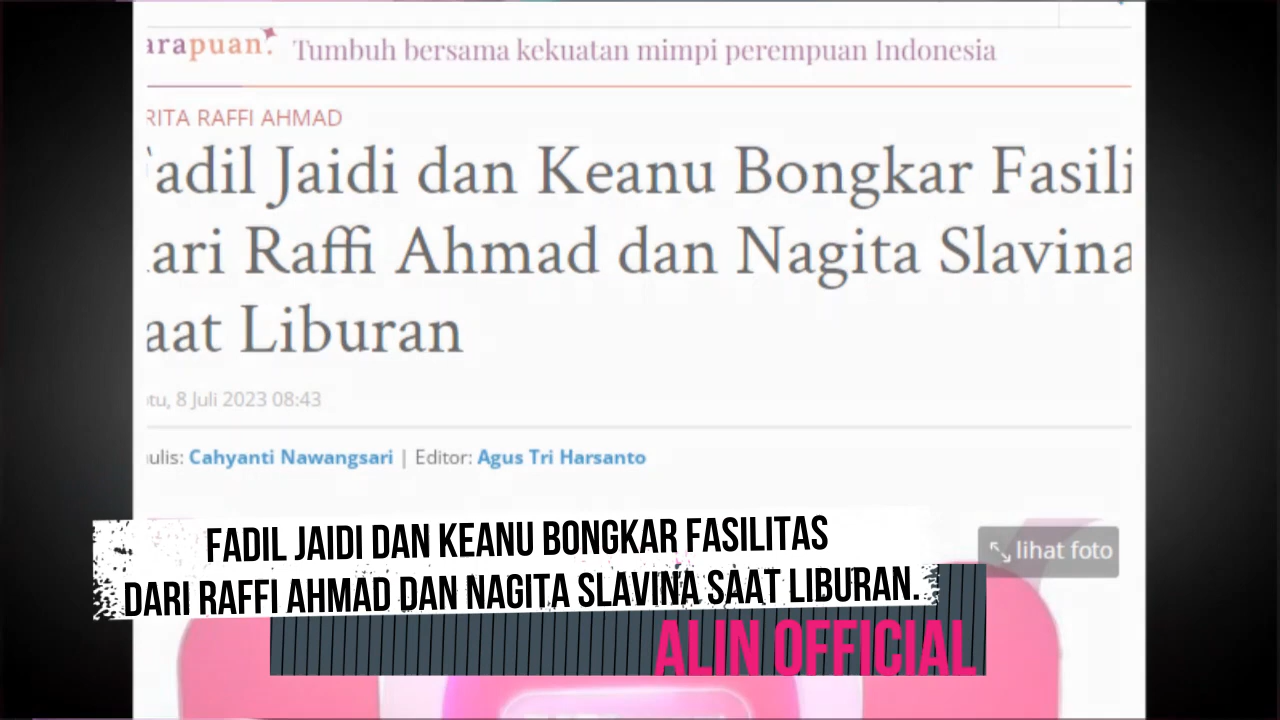 arapuan.
Tumbuh bersama kekuatan mimpi perempuan Indonesia
RITA RAFFI AHMAD
Fadil Jaidi dan Keanu Bongkar Fasili
ari Raffi Ahmad dan Nagita Slavina
aat Liburan
tu, 8 Juli 2023 08:43
ulis: Cahyanti Nawangsari | Editor: Agus Tri Harsanto
lihat foto
FADIL JAIDI DAN KEANU BONGKAR FASILITAS
DARI RAFFI AHMAD DAN NAGITA SLAVINA SAAT LIBURAN.
ALIN OFFICIAL